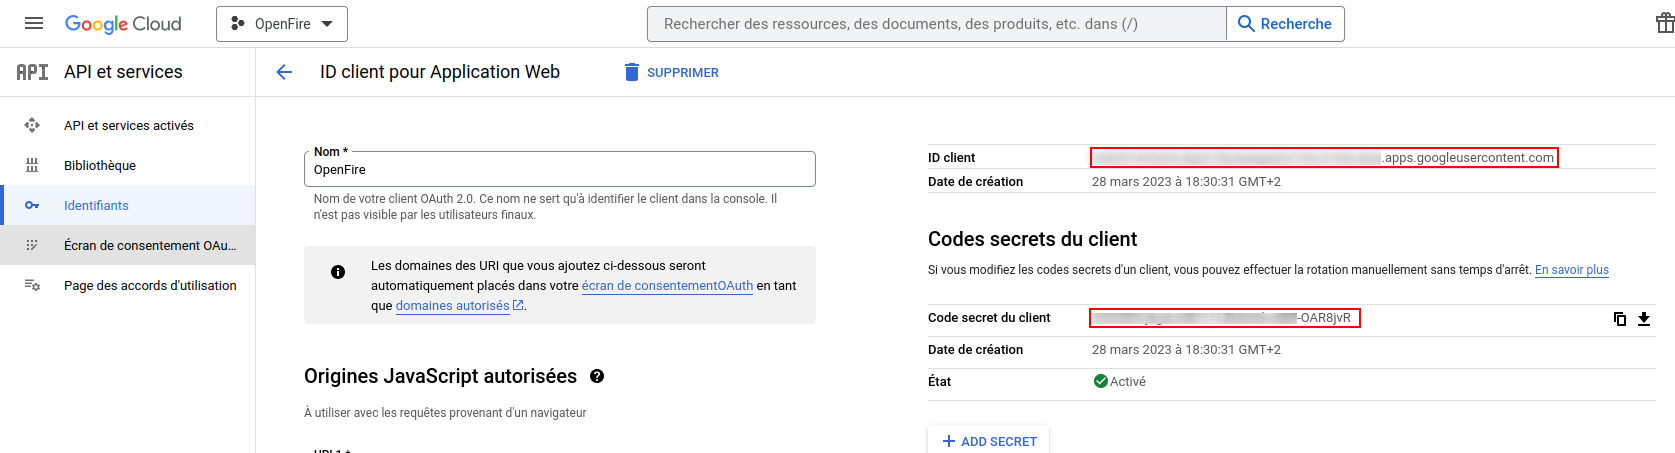 Google Cloud
OpenFire
Rechercher des ressources, des documents, des produits, etc. dans (/)
Recherche
API
API et services
ID client pour Application Web
SUPPRIMER
API et services activés
Bibliothèque
Identifiants
Écran de consentement OAu...
Page des accords d'utilisation
Nom *
OpenFire
Nom de votre client OAuth 2.0. Ce nom ne sert qu'à identifier le client dans la console. Il
n'est pas visible par les utilisateurs finaux.
Les domaines des URI que vous ajoutez ci-dessous seront
automatiquement placés dans votre écran de consentementOAuth en tant
que domaines autorisés.
Origines JavaScript autorisées
À utiliser avec les requêtes provenant d'un navigateur
URI 1 *
ID client
.apps.googleusercontent.com
Date de création
28 mars 2023 à 18:30:31 GMT+2
Codes secrets du client
Si vous modifiez les codes secrets d'un client, vous pouvez effectuer la rotation manuellement sans temps d'arrêt. En savoir plus
Code secret du client
-OAR8jvR
Date de création
28 mars 2023 à 18:30:31 GMT+2
État
Activé
ADD SECRET